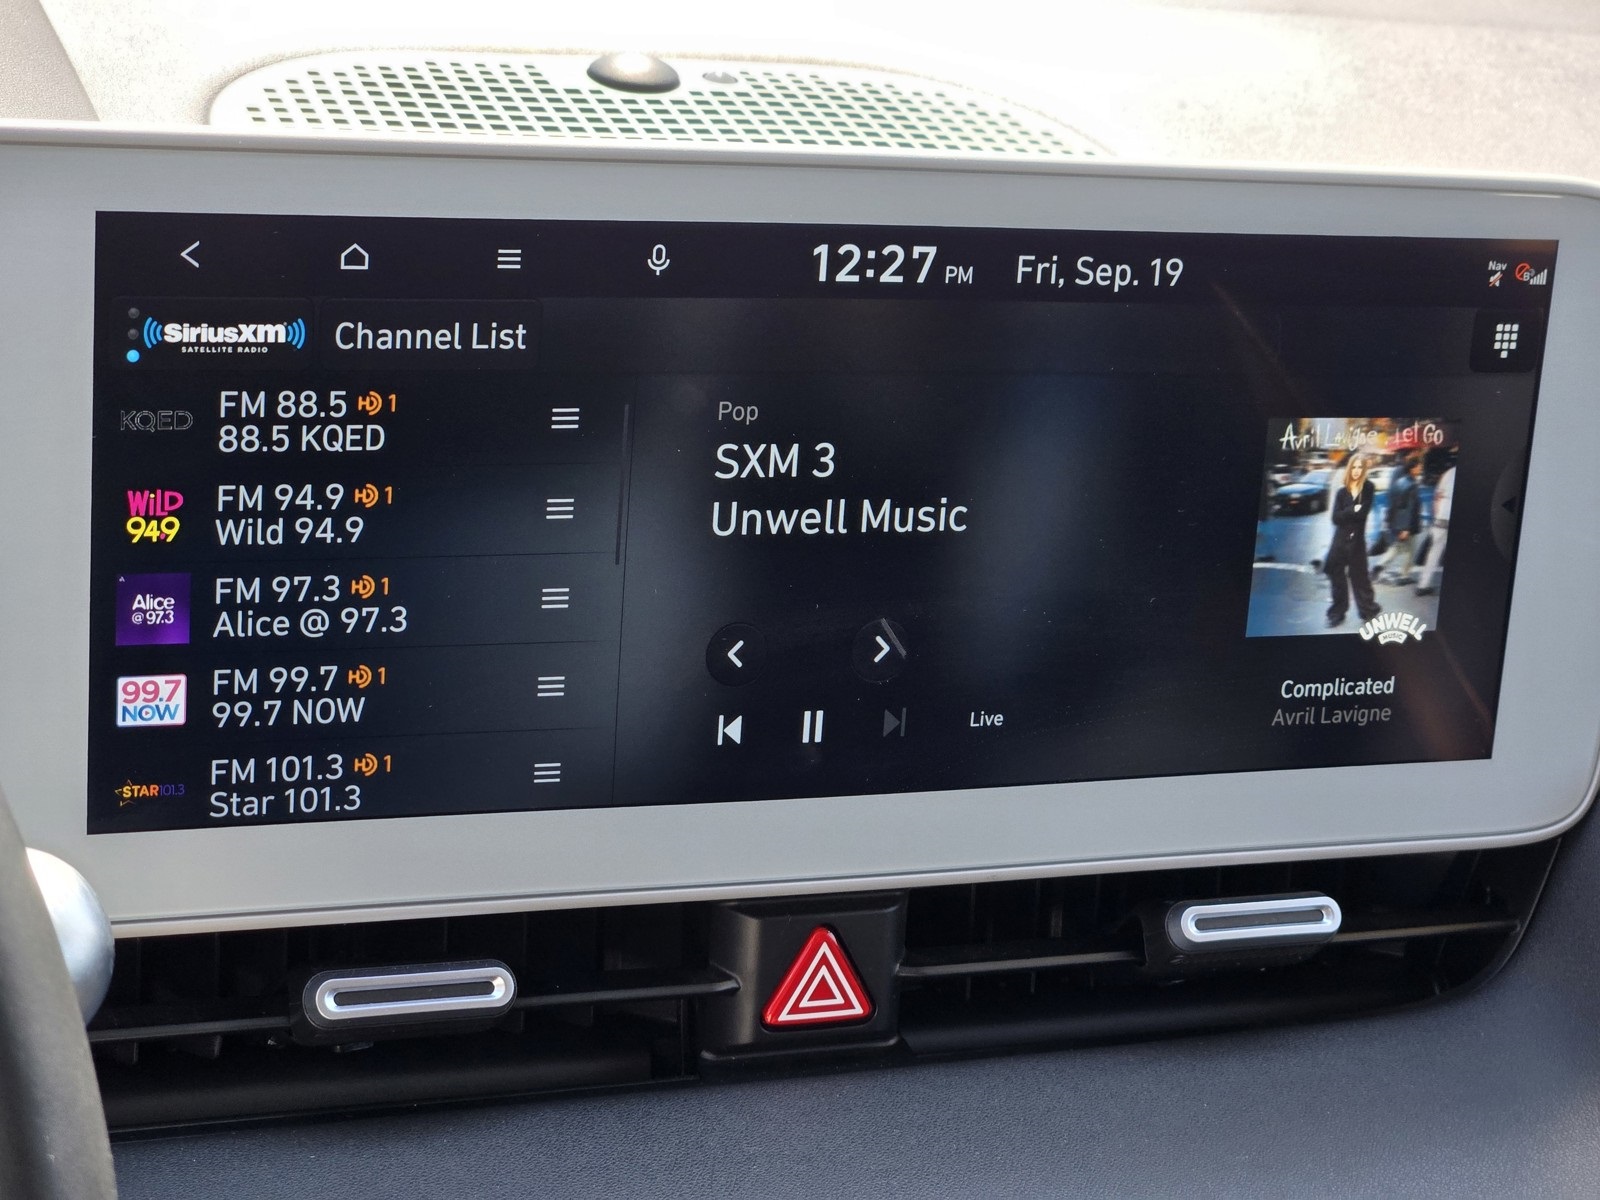 12:27 PM
Fri, Sep. 19
Nav
SiriusXM
SATELLITE RADIO
Channel List
KQED
FM 88.5 HD 1
88.5 KQED
WiLD
94.9
FM 94.9 HD 1
Wild 94.9
Alice
@ 97.3
FM 97.3 HD 1
Alice @ 97.3
99.7
NOW
FM 99.7 HD 1
99.7 NOW
STAR101.3
FM 101.3 HD 1
Star 101.3
Pop
SXM 3
Unwell Music
Live
Avril Lavigne Let Go
UNWELL
MUSIC
Complicated
Avril Lavigne